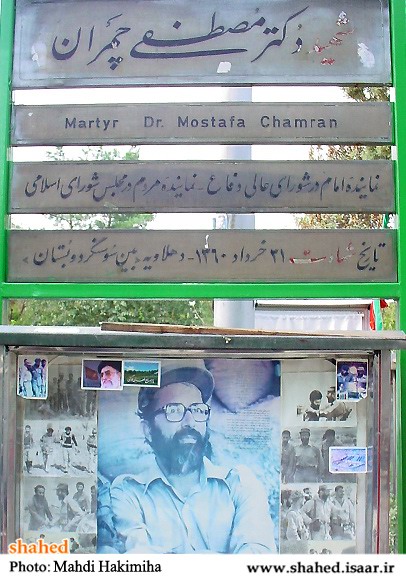 شهید دکتر مصطفی چمران
Martyr Dr. Mostafa Chamran
نماینده امام در شورای عالی دفاع - نماینده مردم در مجلس شورای اسلامی
تاریخ شهادت ۳۱ خرداد ۱۳۶۰ - دهلاویه «بین سوسنگرد و بستان»
shahed
Photo: Mahdi Hakimiha
www.shahed.isaar.ir